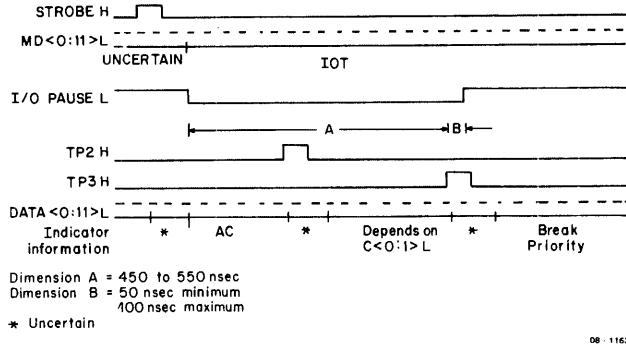 STROBE H
MD<0:11>L
UNCERTAIN IOT
I/O PAUSE L
A B
TP2 H
TP3 H
DATA<0:11>L
Indicator information * AC * Depends on C<0:1>L * Break Priority
Dimension A = 450 to 550 nsec
Dimension B = 50 nsec minimum
100 nsec maximum
* Uncertain